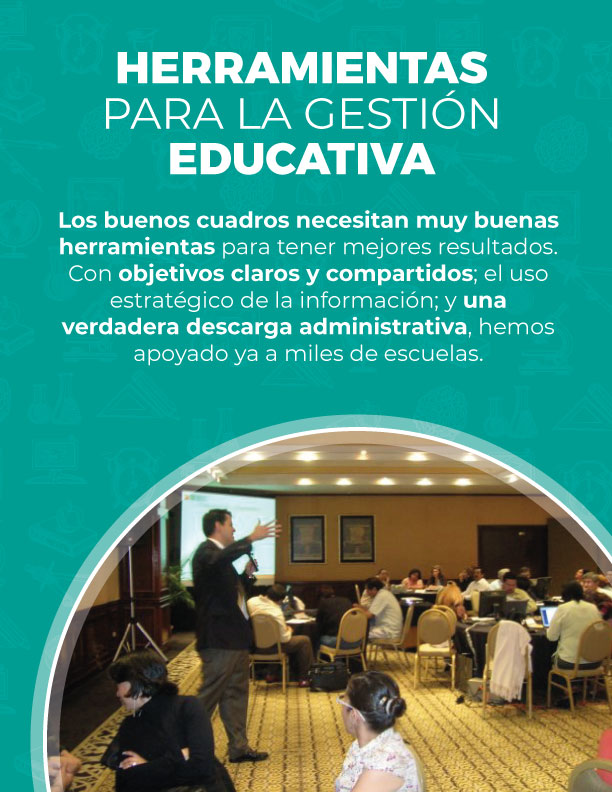 HERRAMIENTAS
PARA LA GESTIÓN
EDUCATIVA
Los buenos cuadros necesitan muy buenas
herramientas para tener mejores resultados.
Con objetivos claros y compartidos; el uso
estratégico de la información; y una
verdadera descarga administrativa, hemos
apoyado ya a miles de escuelas.